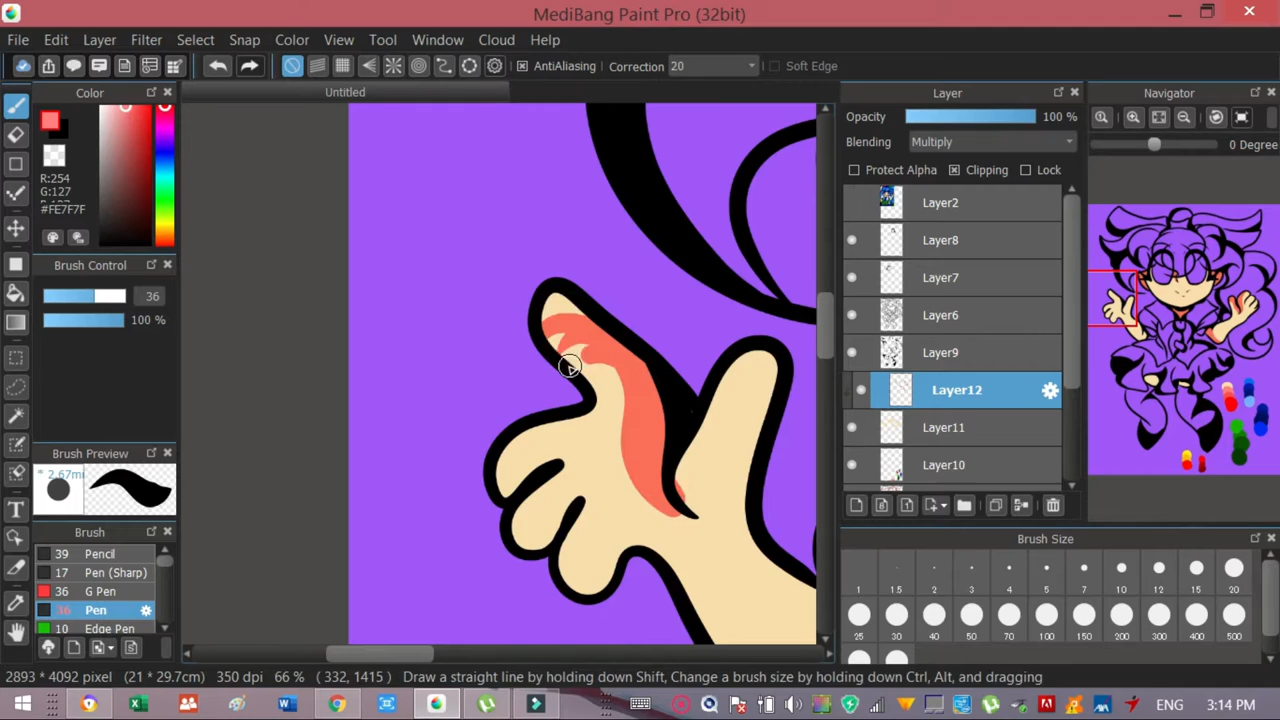 MediBang Paint Pro (32bit)
File Edit Layer Filter Select Snap Color View Tool Window Cloud Help
AntiAliasing Correction 20 Soft Edge
Color
Untitled
Layer
Navigator
R:254
G:127
#FE7F7F
Opacity 100 %
Blending Multiply
Protect Alpha Clipping Lock
0 Degree
Layer2
Layer8
Layer7
Layer6
Layer9
Layer12
Layer11
Layer10
Brush Control
36
100 %
Brush Preview
* 2.67mi
Brush
39 Pencil
17 Pen (Sharp)
36 G Pen
36 Pen
10 Edge Pen
Brush Size
1 1.5 2 3 4 5 7 10 12 15 20
25 30 40 50 70 100 150 200 300 400 500
2893 * 4092 pixel (21 * 29.7cm) 350 dpi 66 % ( 332, 1415 ) Draw a straight line by holding down Shift, Change a brush size by holding down Ctrl, Alt, and dragging
ENG 3:14 PM